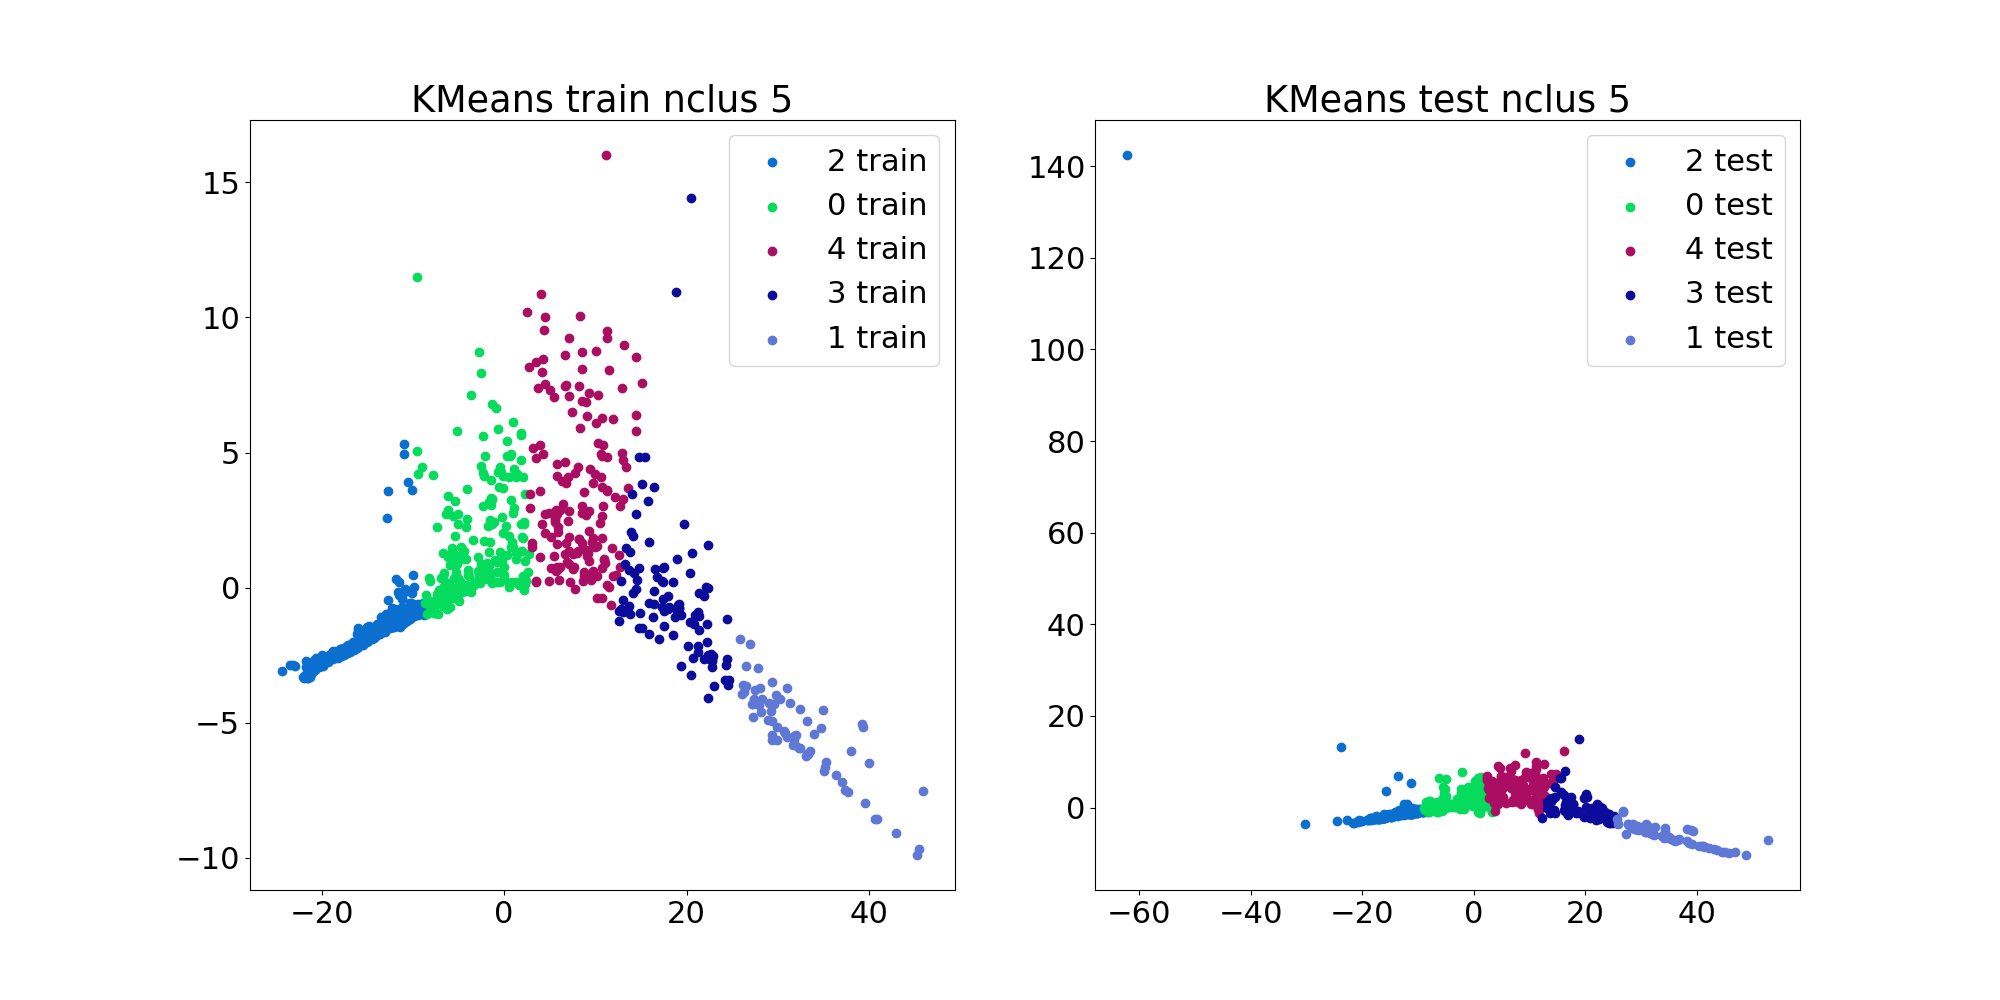 KMeans train nclus 5
15
10
5
0
−5
−10
−20
0
20
40
2 train
0 train
4 train
3 train
1 train
KMeans test nclus 5
140
120
100
80
60
40
20
0
−60
−40
−20
0
20
40
2 test
0 test
4 test
3 test
1 test